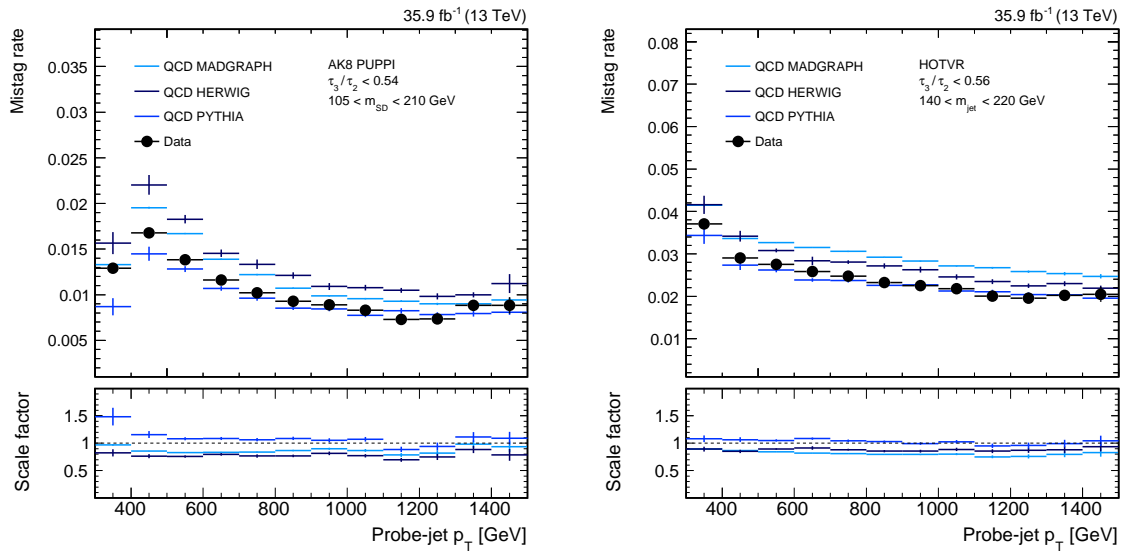 35.9 fb⁻¹ (13 TeV)
Mistag rate
0.035
0.03
0.025
0.02
0.015
0.01
0.005
QCD MADGRAPH
QCD HERWIG
QCD PYTHIA
Data
AK8 PUPPI
τ₃/τ₂ < 0.54
105 < m_SD < 210 GeV
Scale factor
1.5
1
0.5
400 600 800 1000 1200 1400
Probe-jet p_T [GeV]
35.9 fb⁻¹ (13 TeV)
Mistag rate
0.08
0.07
0.06
0.05
0.04
0.03
0.02
0.01
QCD MADGRAPH
QCD HERWIG
QCD PYTHIA
Data
HOTVR
τ₃/τ₂ < 0.56
140 < m_jet < 220 GeV
Scale factor
1.5
1
0.5
400 600 800 1000 1200 1400
Probe-jet p_T [GeV]